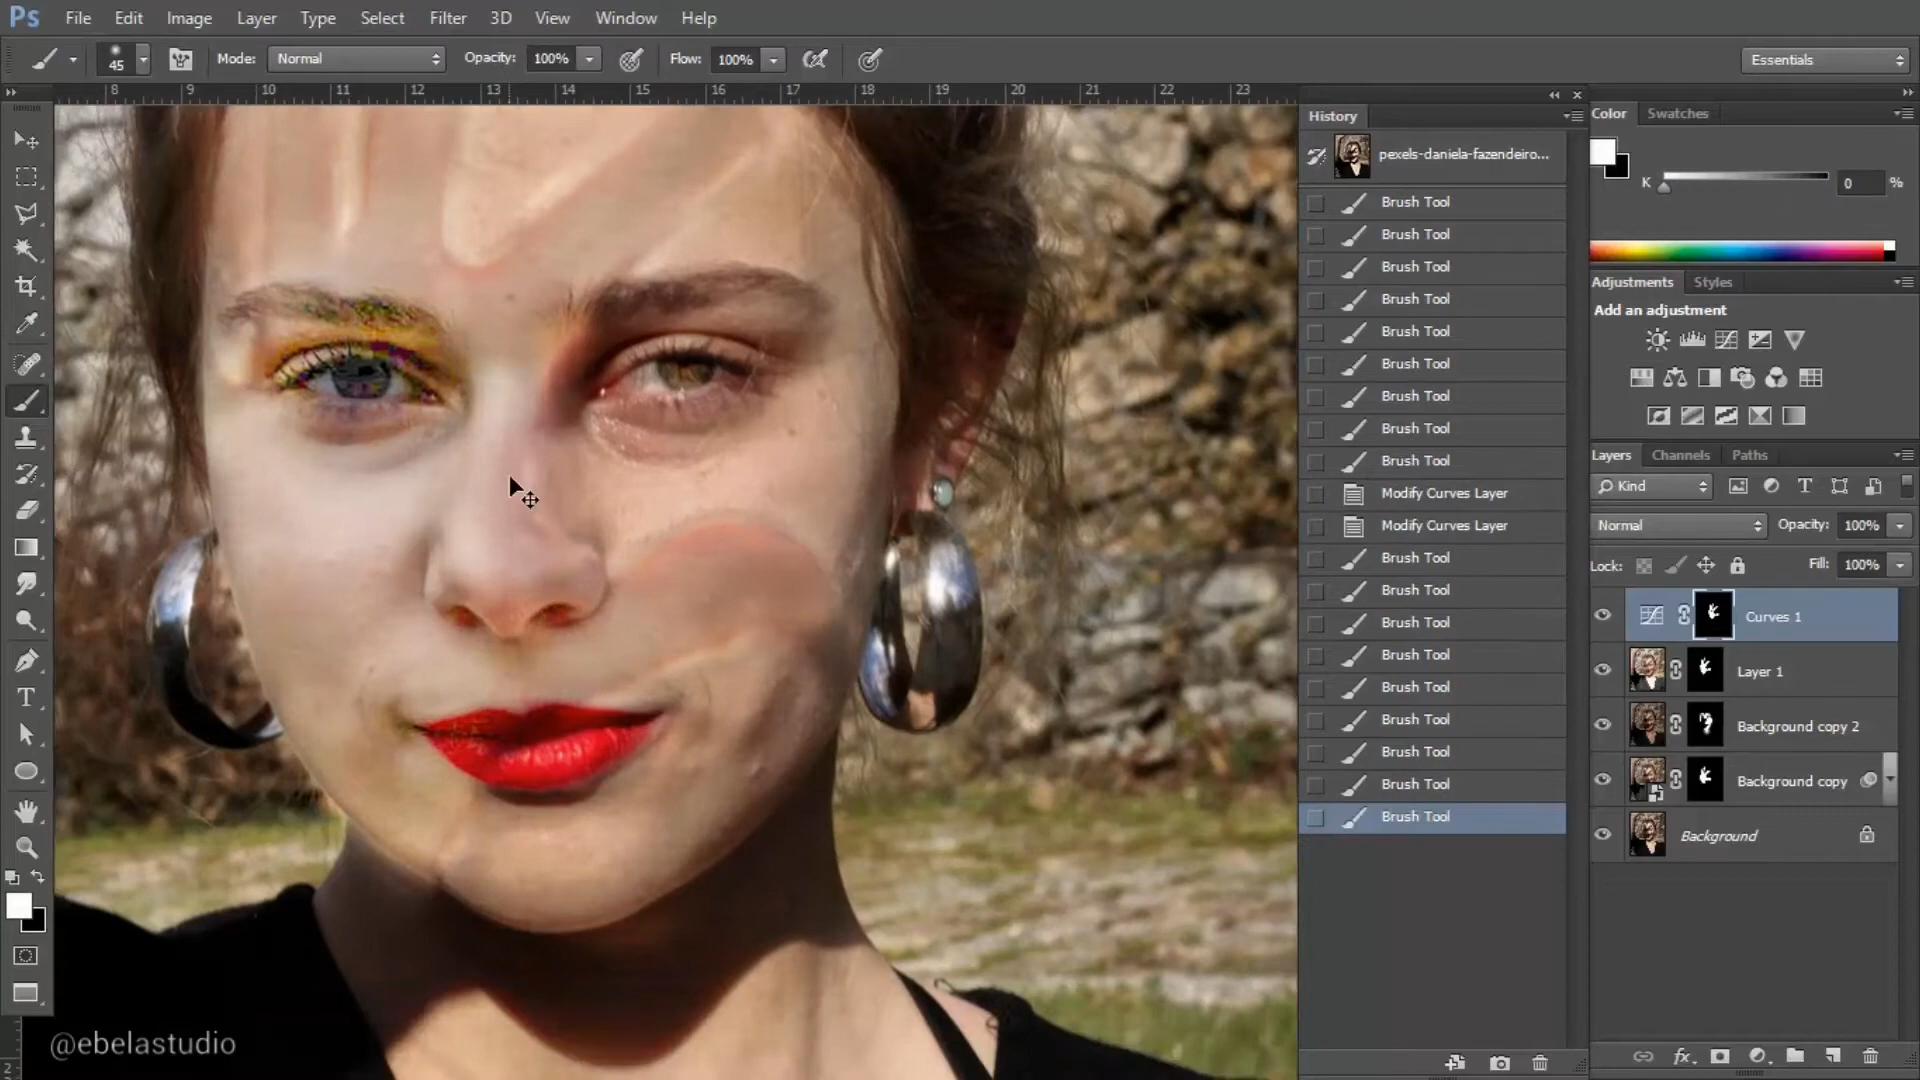 Ps File Edit Image Layer Type Select Filter 3D View Window Help
45 Mode: Normal Opacity: 100% Flow: 100% Essentials
8 9 10 11 12 13 14 15 16 17 18 19 20 21 22 23
History
pexels-daniela-fazendeiro...
Brush Tool
Brush Tool
Brush Tool
Brush Tool
Brush Tool
Brush Tool
Brush Tool
Brush Tool
Brush Tool
Modify Curves Layer
Modify Curves Layer
Brush Tool
Brush Tool
Brush Tool
Brush Tool
Brush Tool
Brush Tool
Brush Tool
Brush Tool
Brush Tool
Color Swatches
K 0 %
Adjustments Styles
Add an adjustment
Layers Channels Paths
Kind
Normal Opacity: 100%
Lock: Fill: 100%
Curves 1
Layer 1
Background copy 2
Background copy
Background
fx
T
2
@ebelastudio